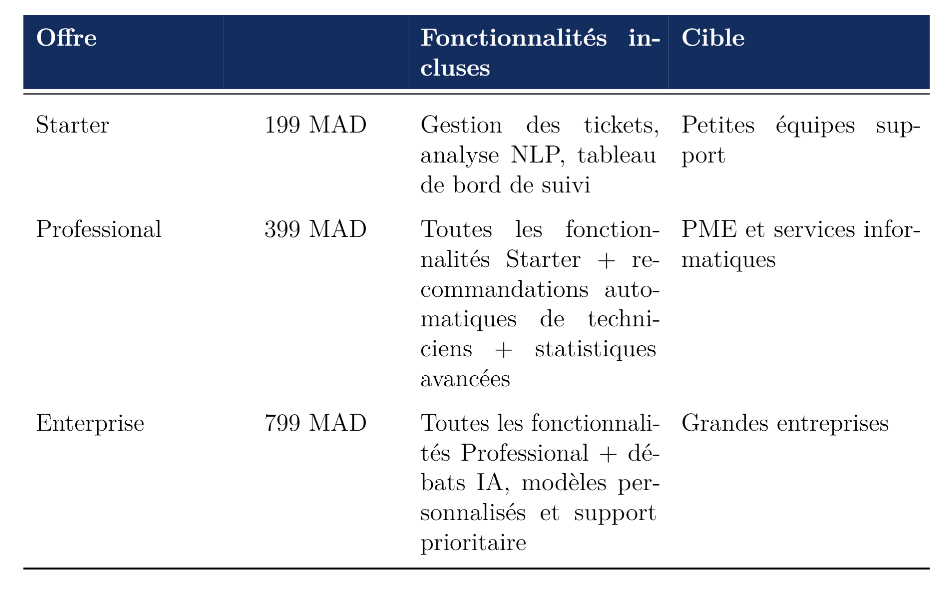 Offre Fonctionnalités in- Cible
cluses
Starter 199 MAD Gestion des tickets, Petites équipes sup-
analyse NLP, tableau port
de bord de suivi
Professional 399 MAD Toutes les fonction- PME et services infor-
nalités Starter + re- matiques
commandations auto-
matiques de techni-
ciens + statistiques
avancées
Enterprise 799 MAD Toutes les fonctionnali- Grandes entreprises
tés Professional + dé-
bats IA, modèles per-
sonnalisés et support
prioritaire